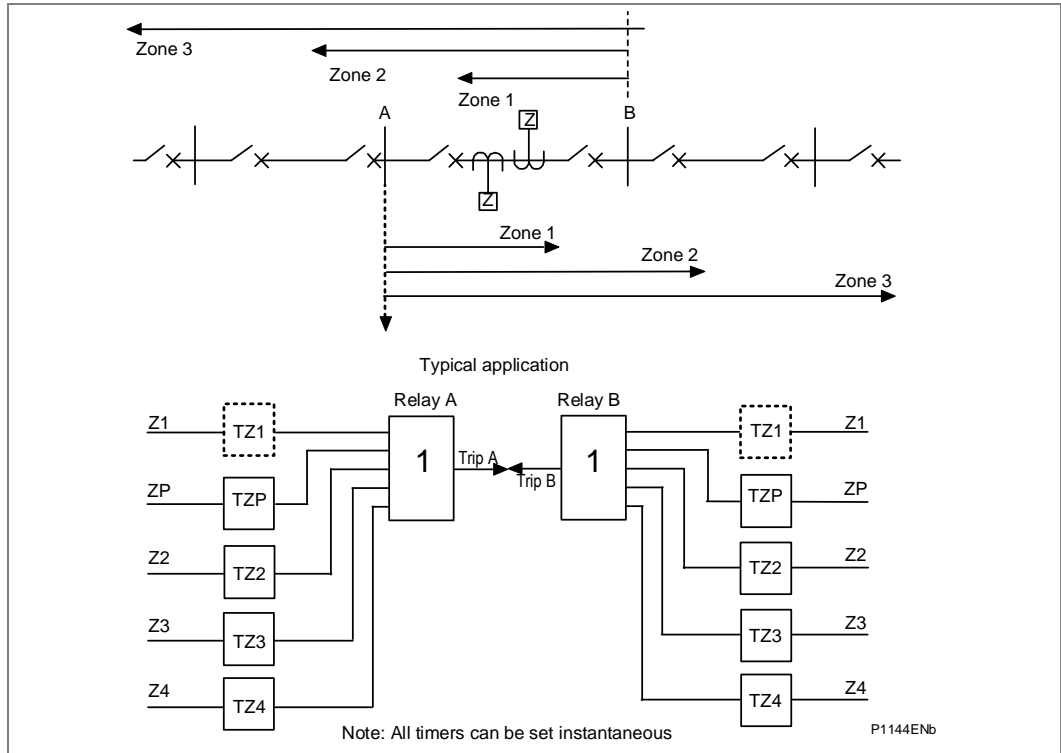 Zone 3
Zone 2
Zone 1
A
B
Z
Z
Zone 1
Zone 2
Zone 3
Typical application
Relay A
Relay B
Z1
TZ1
TZ1
Z1
1
Trip A
Trip B
1
ZP
TZP
TZP
ZP
Z2
TZ2
TZ2
Z2
Z3
TZ3
TZ3
Z3
Z4
TZ4
TZ4
Z4
Note: All timers can be set instantaneous
P1144ENb